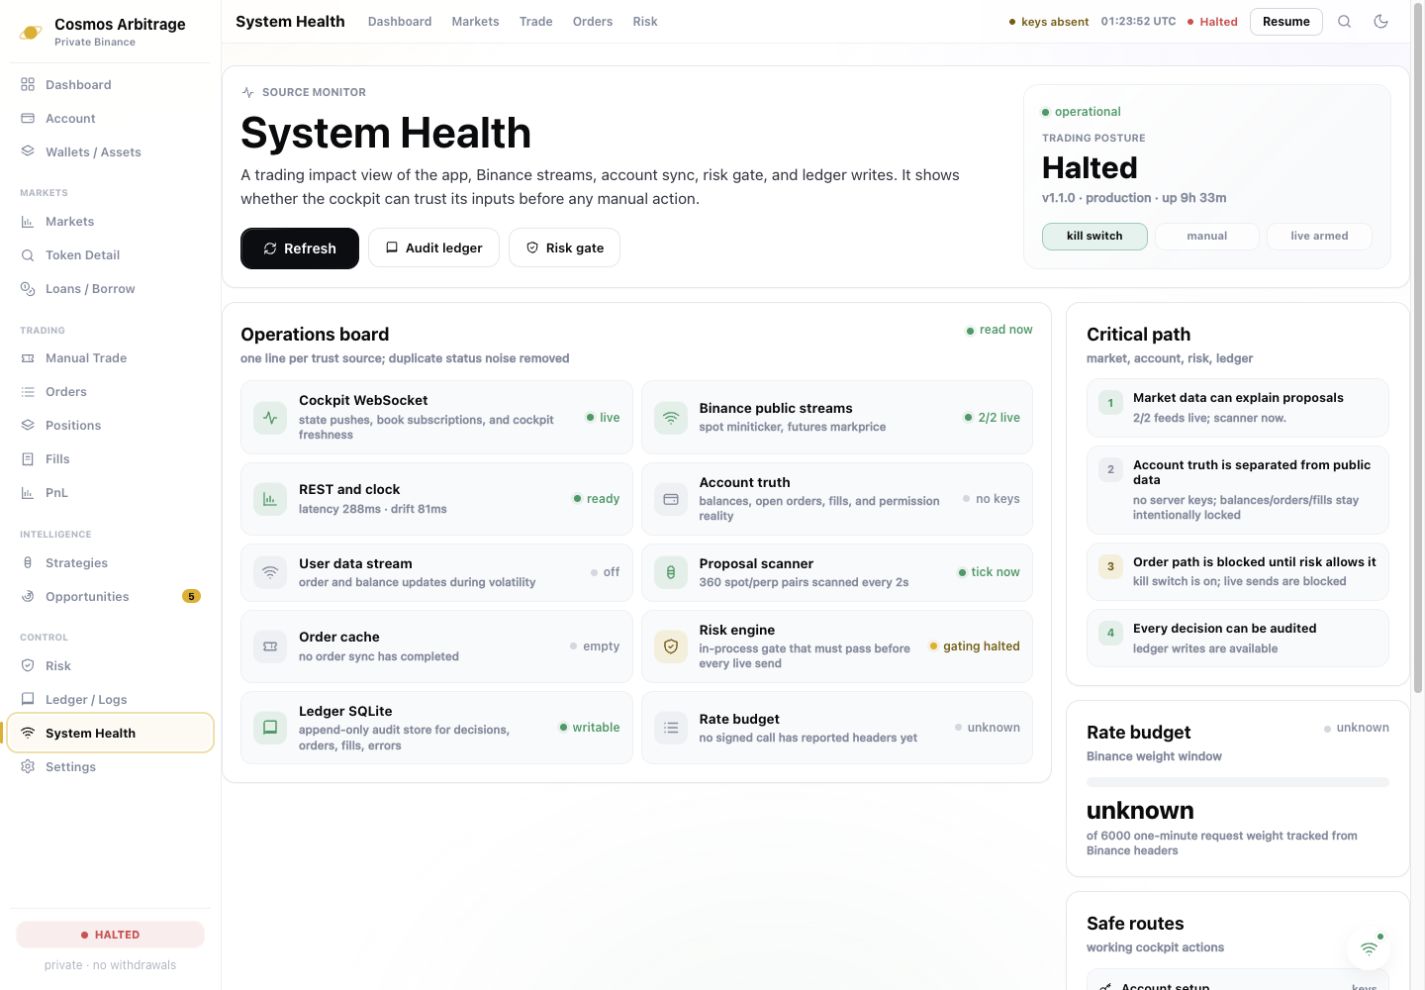 Cosmos Arbitrage
Private Binance
Dashboard
Account
Wallets / Assets
MARKETS
Markets
Token Detail
Loans / Borrow
TRADING
Manual Trade
Orders
Positions
Fills
PnL
INTELLIGENCE
Strategies
Opportunities 5
CONTROL
Risk
Ledger / Logs
System Health
Settings
HALTED
private · no withdrawals
System Health Dashboard Markets Trade Orders Risk keys absent 01:23:52 UTC Halted Resume
SOURCE MONITOR
System Health
A trading impact view of the app, Binance streams, account sync, risk gate, and ledger writes. It shows
whether the cockpit can trust its inputs before any manual action.
Refresh Audit ledger Risk gate
operational
TRADING POSTURE
Halted
v1.1.0 · production · up 9h 33m
kill switch manual live armed
Operations board read now
one line per trust source; duplicate status noise removed
Cockpit WebSocket
state pushes, book subscriptions, and cockpit
freshness
live
Binance public streams
spot miniticker, futures markprice
2/2 live
REST and clock
latency 288ms · drift 81ms
ready
Account truth
balances, open orders, fills, and permission
reality
no keys
User data stream
order and balance updates during volatility
off
Proposal scanner
360 spot/perp pairs scanned every 2s
tick now
Order cache
no order sync has completed
empty
Risk engine
in-process gate that must pass before
every live send
gating halted
Ledger SQLite
append-only audit store for decisions,
orders, fills, errors
writable
Rate budget
no signed call has reported headers yet
unknown
Critical path
market, account, risk, ledger
1 Market data can explain proposals
2/2 feeds live; scanner now.
2 Account truth is separated from public
data
no server keys; balances/orders/fills stay
intentionally locked
3 Order path is blocked until risk allows it
kill switch is on; live sends are blocked
4 Every decision can be audited
ledger writes are available
Rate budget unknown
Binance weight window
unknown
of 6000 one-minute request weight tracked from
Binance headers
Safe routes
working cockpit actions
Account setup keys